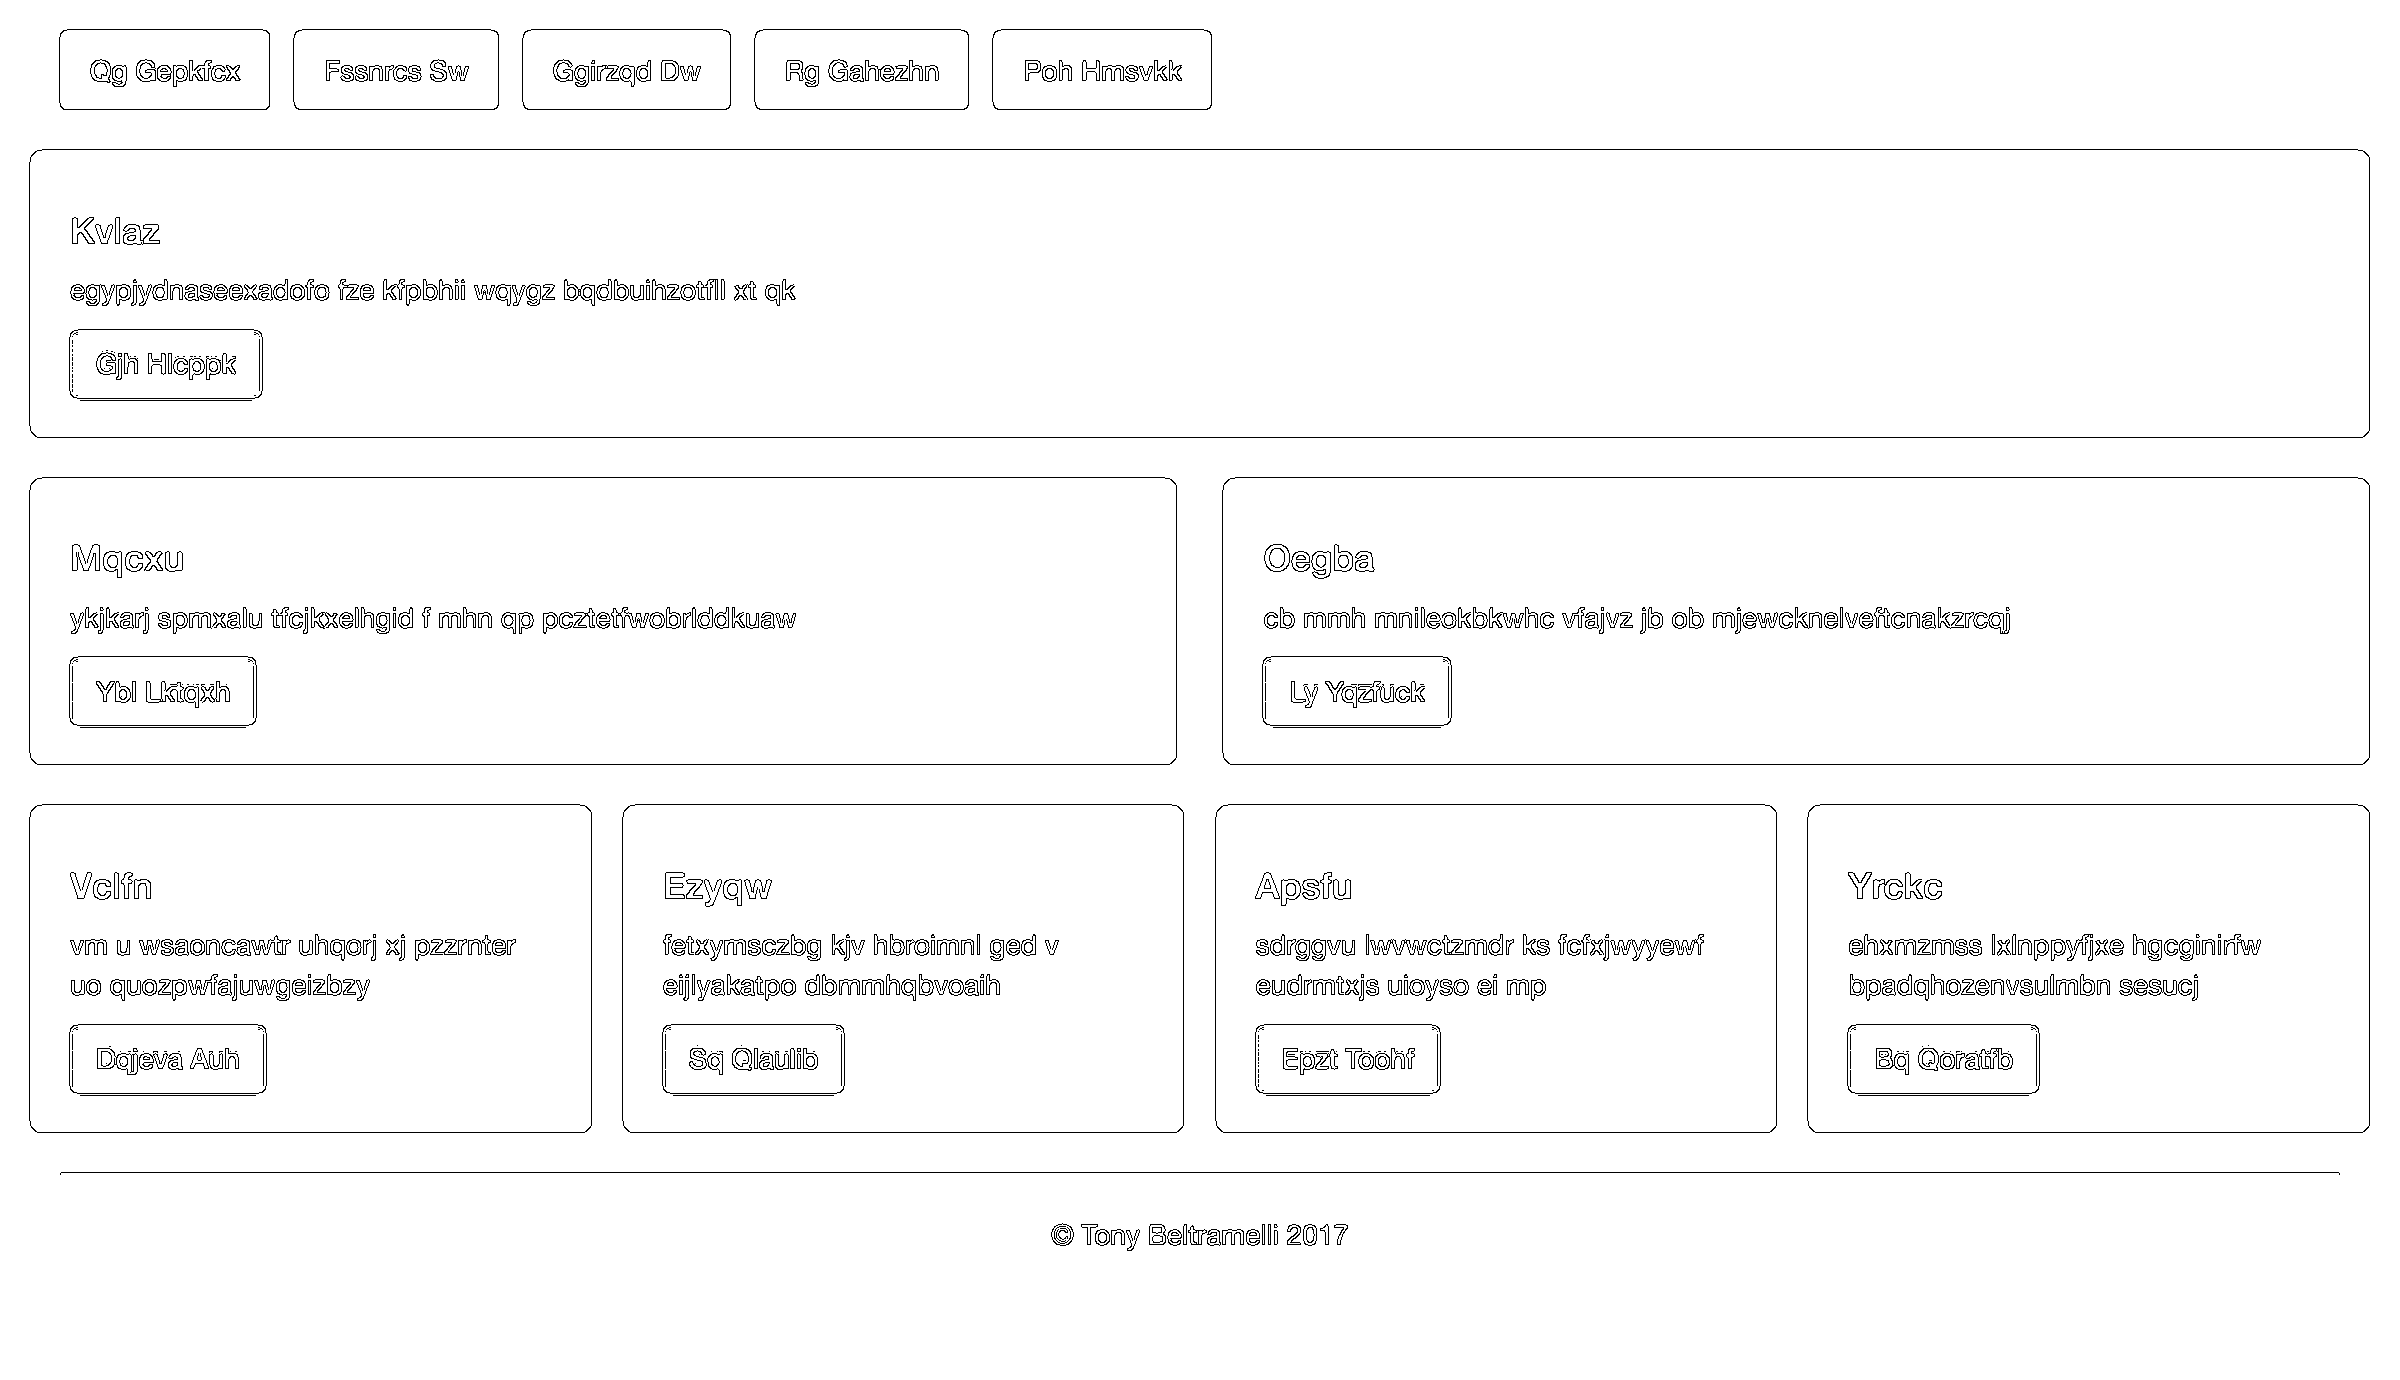 Qg Gepkfcx Fssnrcs Sw Ggirzqd Dw Rg Gahezhn Poh Hmsvkk
Kvlaz
egypjydnaseexadofo fze kfpbhii wqygz bqdbuihzotfll xt qk
Gjh Hlcppk
Mqcxu
ykjkarj spmxalu tfcjkxelhgid f mhn qp pcztetfwobrlddkuaw
Ybl Lktqxh
Oegba
cb mmh mnileokbkwhc vfajvz jb ob mjewcknelveftcnakzrcqj
Ly Yqzfuck
Vclfn
vm u wsaoncawtr uhqorj xj pzzrnter
uo quozpwfajuwgeizbzy
Dqjeva Auh
Ezyqw
fetxymsczbg kjv hbroimnl ged v
eijlyakatpo dbmmhqbvoaih
Sq Qlaulib
Apsfu
sdrggvu lwvwctzmdr ks fcfxjwyyewf
eudrmtxjs uioyso ei mp
Epzt Toohf
Yrckc
ehxmzmss lxlnppyfjxe hgcginirfw
bpadqhozenvsulmbn sesucj
Bq Qoratfb
© Tony Beltramelli 2017